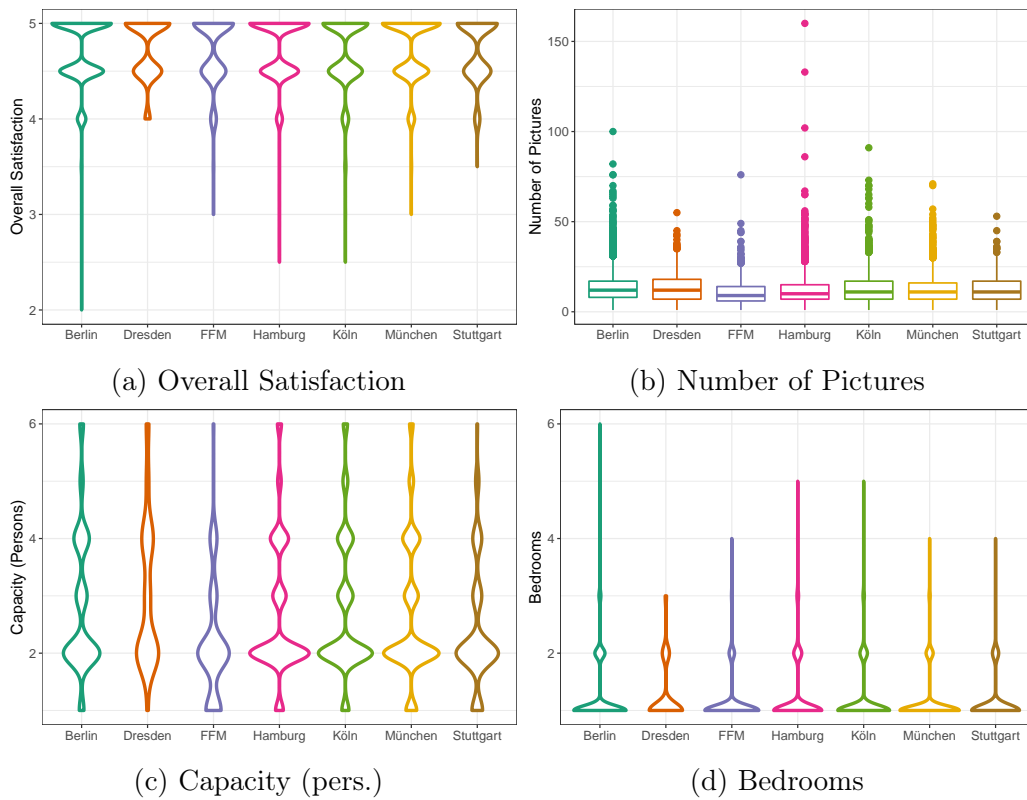 Overall Satisfaction
5
4
3
2
Berlin Dresden FFM Hamburg Köln München Stuttgart
(a) Overall Satisfaction
Number of Pictures
150
100
50
0
Berlin Dresden FFM Hamburg Köln München Stuttgart
(b) Number of Pictures
Capacity (Persons)
6
4
2
Berlin Dresden FFM Hamburg Köln München Stuttgart
(c) Capacity (pers.)
Bedrooms
6
4
2
Berlin Dresden FFM Hamburg Köln München Stuttgart
(d) Bedrooms